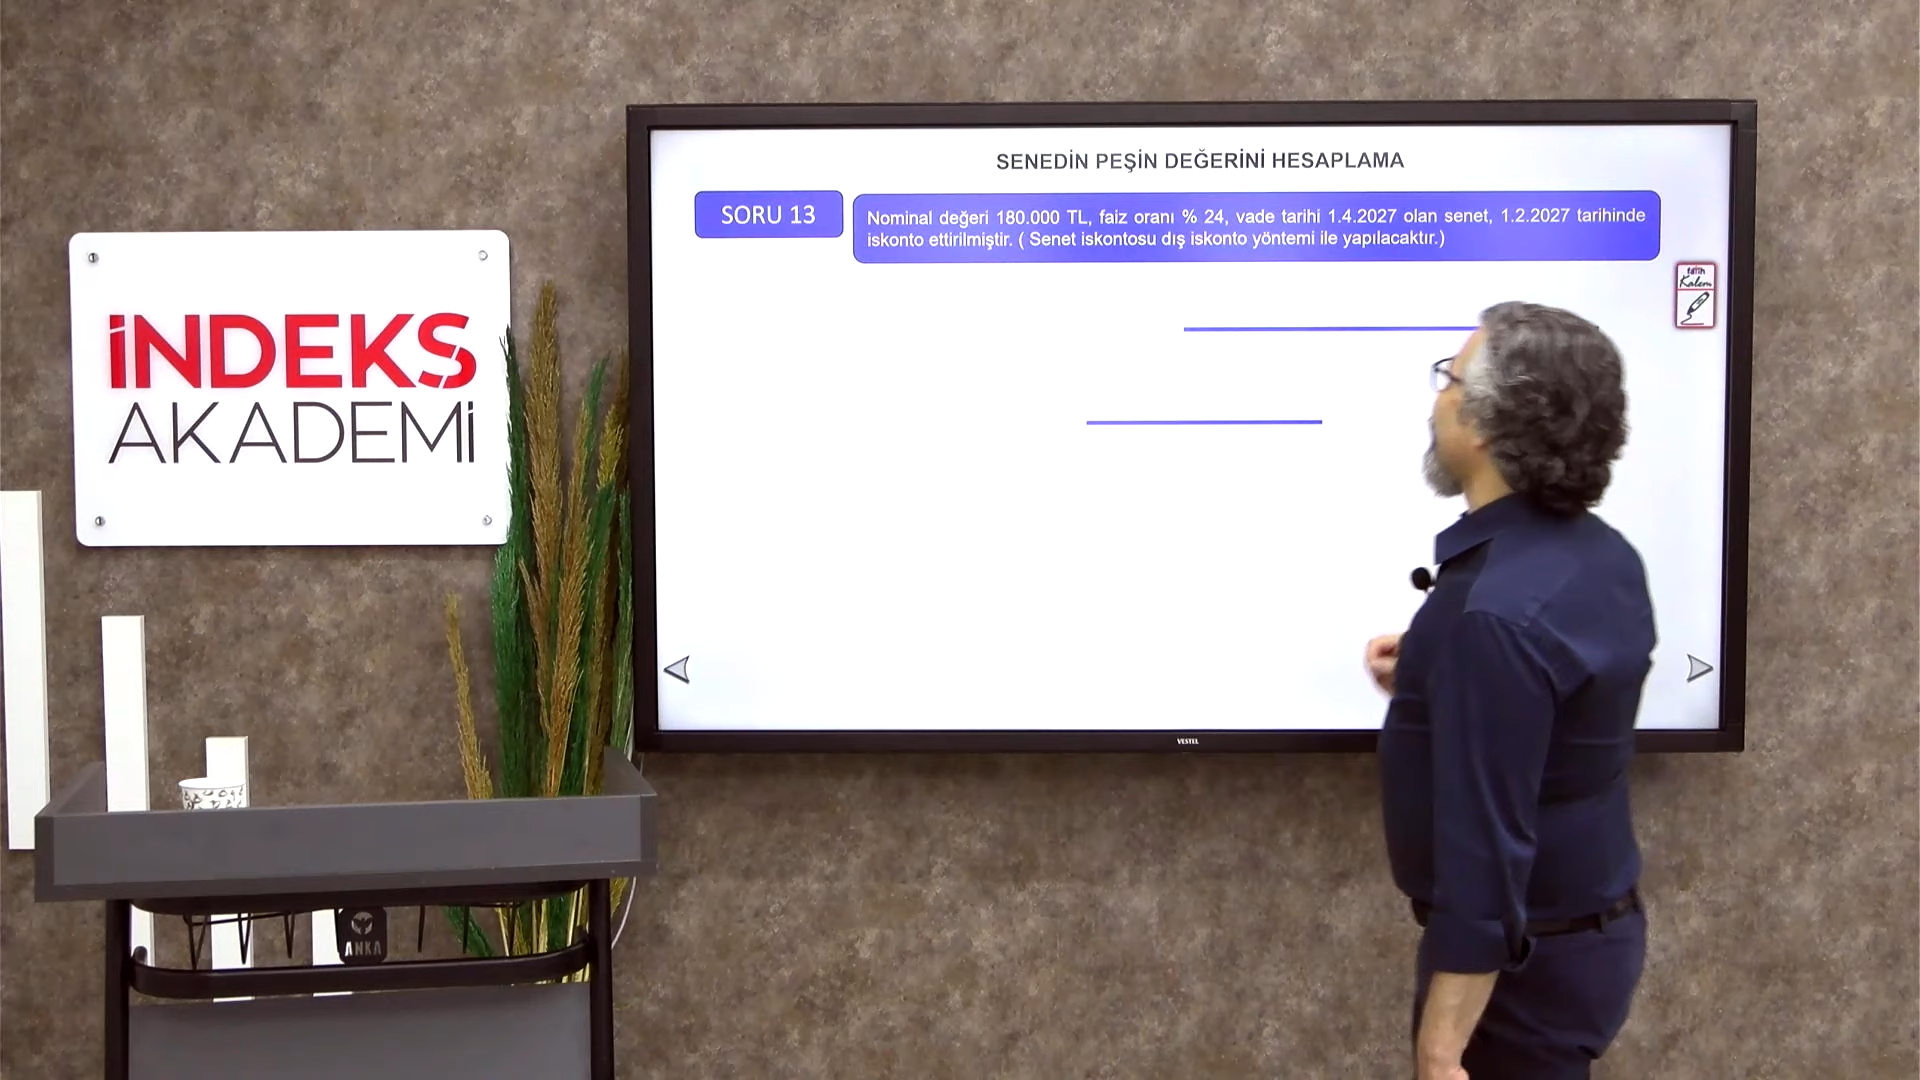 SENEDİN PEŞİN DEĞERİNİ HESAPLAMA
SORU 13
Nominal değeri 180.000 TL, faiz oranı % 24, vade tarihi 1.4.2027 olan senet, 1.2.2027 tarihinde
iskonto ettirilmiştir. ( Senet iskontosu dış iskonto yöntemi ile yapılacaktır.)
fatih
Kalem
İNDEKS
AKADEMİ
VESTEL
ANKA